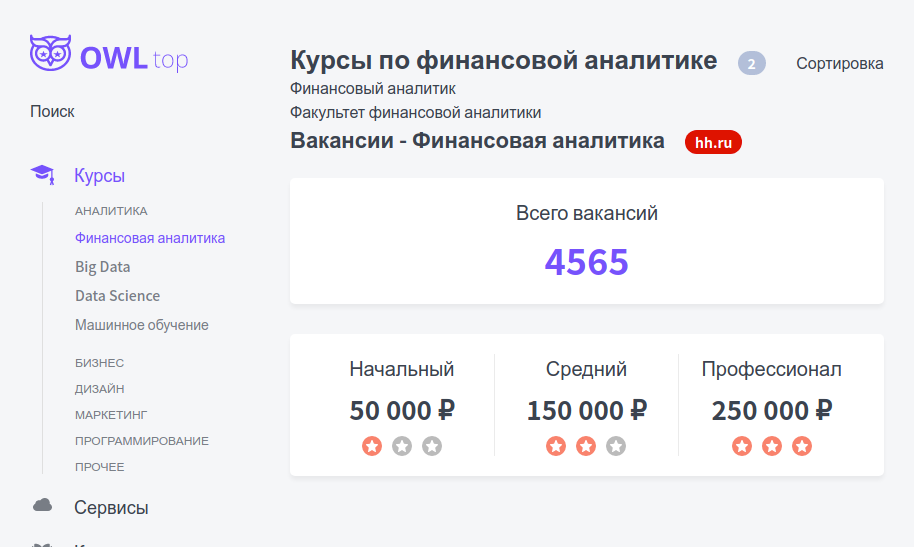 OWL top
Поиск
Курсы
АНАЛИТИКА
Финансовая аналитика
Big Data
Data Science
Машинное обучение
БИЗНЕС
ДИЗАЙН
МАРКЕТИНГ
ПРОГРАММИРОВАНИЕ
ПРОЧЕЕ
Сервисы
Курсы по финансовой аналитике 2 Сортировка
Финансовый аналитик
Факультет финансовой аналитики
Вакансии - Финансовая аналитика hh.ru
Всего вакансий
4565
Начальный Средний Профессионал
50 000 ₽ 150 000 ₽ 250 000 ₽